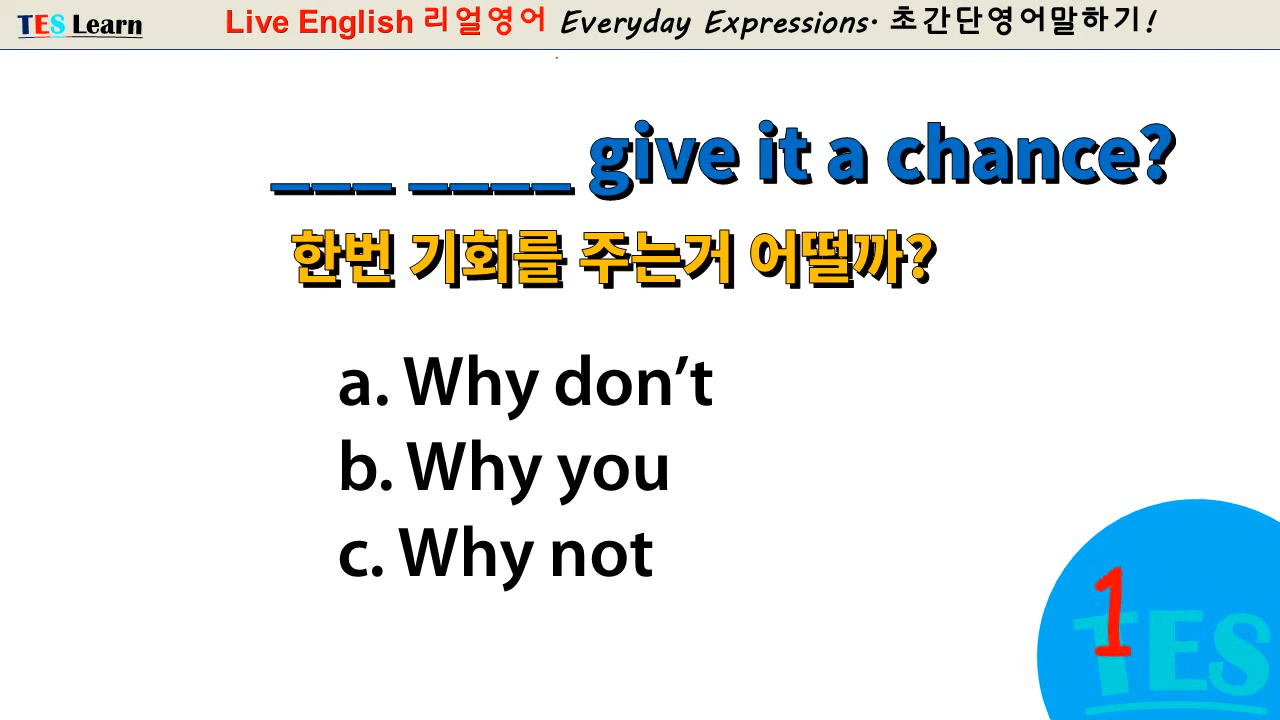 TES Learn
Live English 리얼영어 Everyday Expressions· 초간단영어말하기!
___ ____ give it a chance?
한번 기회를 주는거 어떨까?
a. Why don’t
b. Why you
c. Why not
1
TES